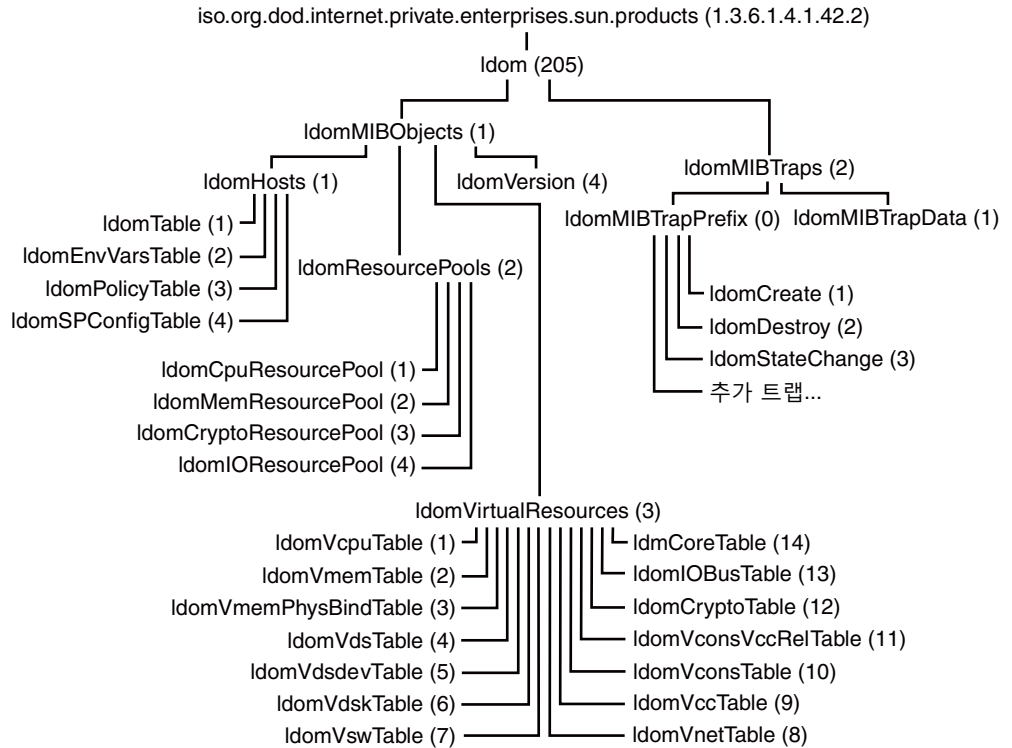 iso.org.dod.internet.private.enterprises.sun.products (1.3.6.1.4.1.42.2)
ldom (205)
ldomMIBObjects (1)
ldomMIBTraps (2)
ldomHosts (1)
ldomVersion (4)
ldomTable (1)
ldomEnvVarsTable (2)
ldomPolicyTable (3)
ldomSPConfigTable (4)
ldomMIBTrapPrefix (0)
ldomMIBTrapData (1)
ldomResourcePools (2)
ldomCreate (1)
ldomDestroy (2)
ldomStateChange (3)
추가 트랩...
ldomCpuResourcePool (1)
ldomMemResourcePool (2)
ldomCryptoResourcePool (3)
ldomIOResourcePool (4)
ldomVirtualResources (3)
ldomVcpuTable (1)
ldomVmemTable (2)
ldomVmemPhysBindTable (3)
ldomVdsTable (4)
ldomVdsdevTable (5)
ldomVdskTable (6)
ldomVswTable (7)
ldmCoreTable (14)
ldomIOBusTable (13)
ldomCryptoTable (12)
ldomVconsVccRelTable (11)
ldomVconsTable (10)
ldomVccTable (9)
ldomVnetTable (8)